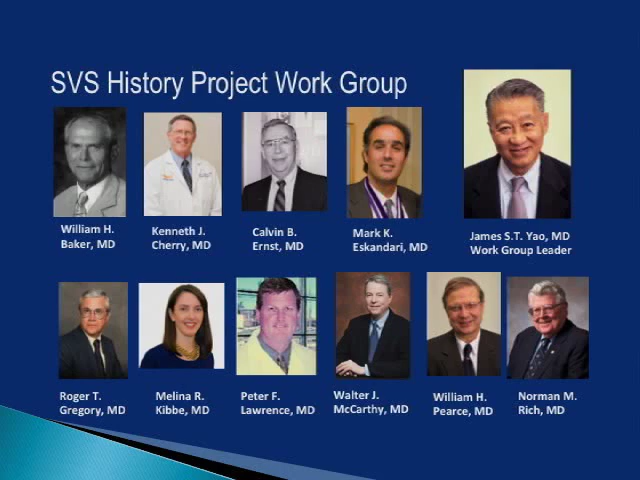 SVS History Project Work Group
William H.
Baker, MD
Kenneth J.
Cherry, MD
Calvin B.
Ernst, MD
Mark K.
Eskandari, MD
James S.T. Yao, MD
Work Group Leader
Roger T.
Gregory, MD
Melina R.
Kibbe, MD
Peter F.
Lawrence, MD
Walter J.
McCarthy, MD
William H.
Pearce, MD
Norman M.
Rich, MD